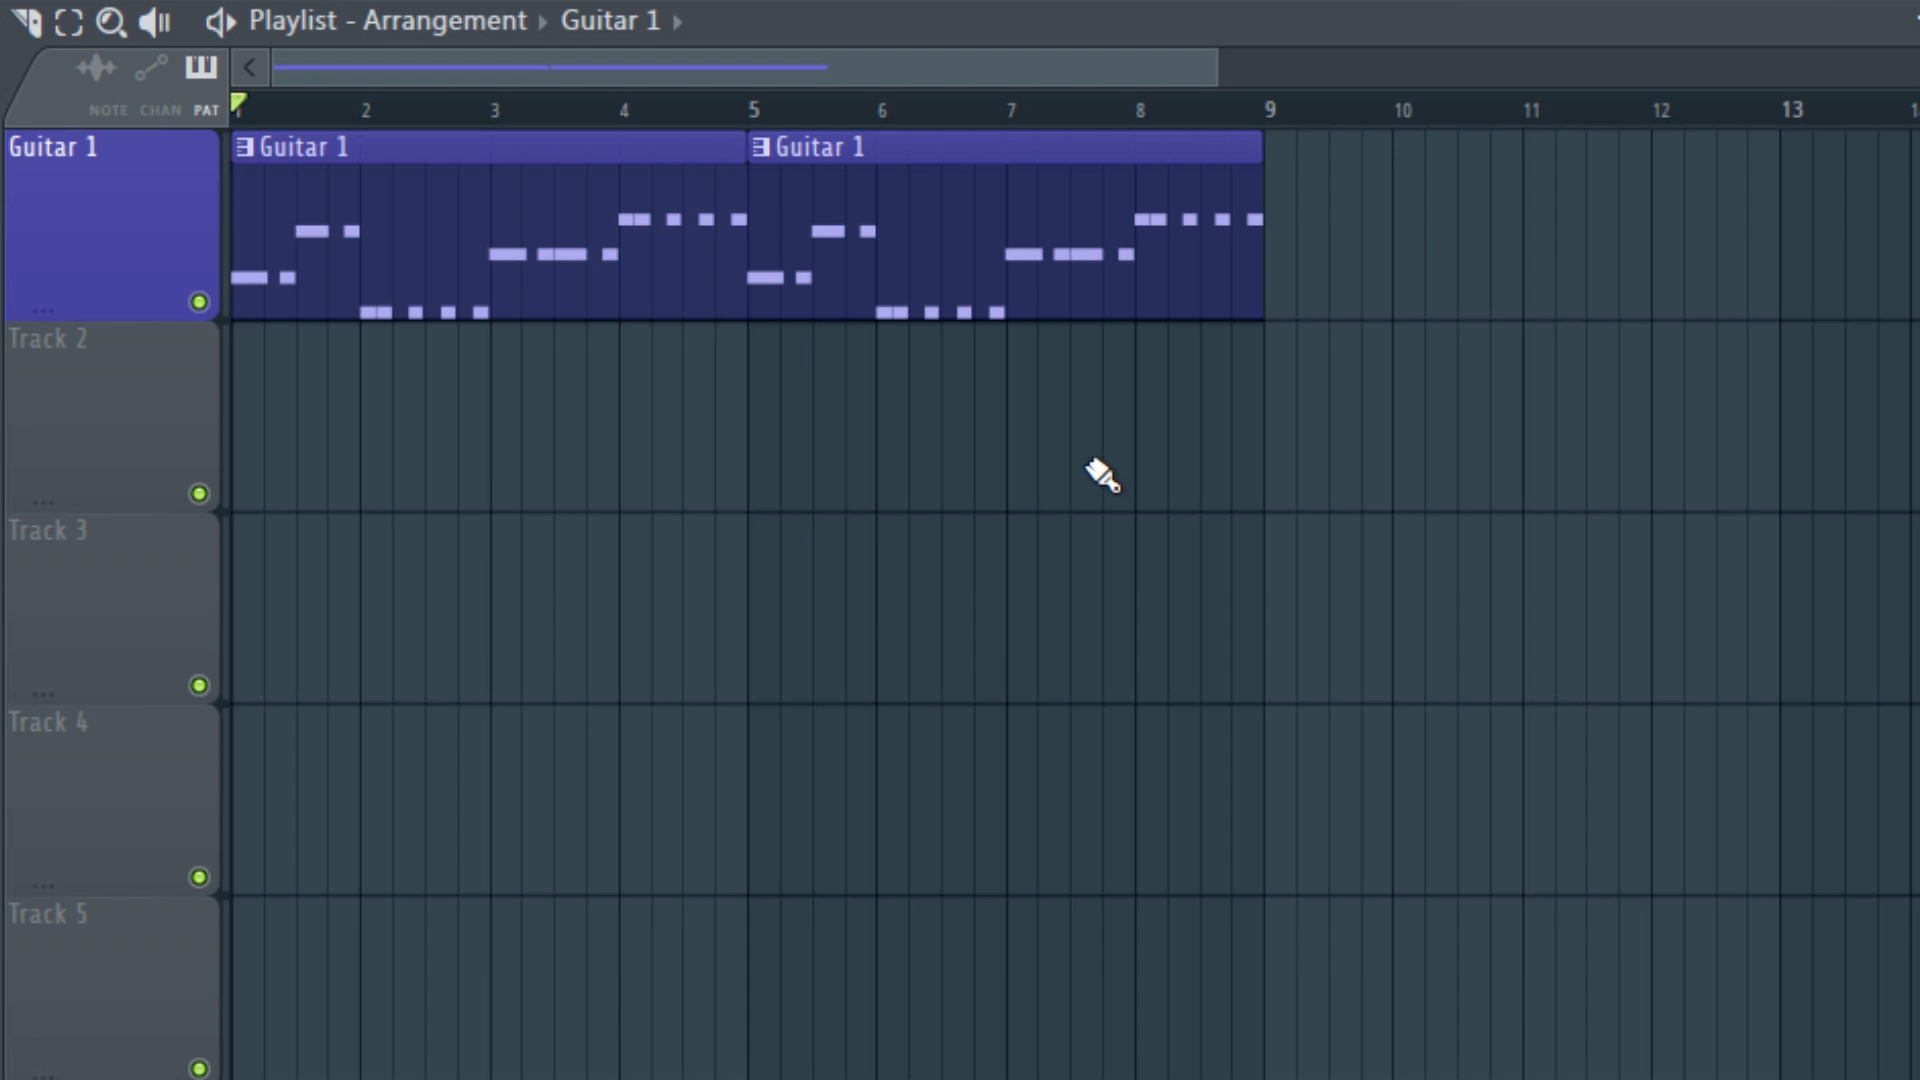 Playlist - Arrangement Guitar 1
NOTE CHAN PAT
2 3 4 5 6 7 8 9 10 11 12 13
Guitar 1
Guitar 1 Guitar 1
Track 2
Track 3
Track 4
Track 5